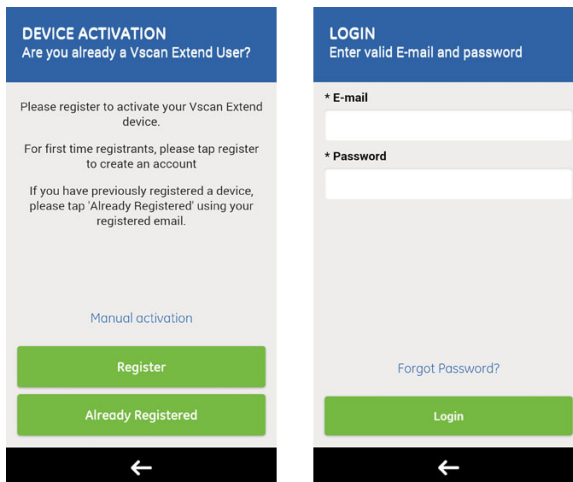 DEVICE ACTIVATION
Are you already a Vscan Extend User?
Please register to activate your Vscan Extend
device.
For first time registrants, please tap register
to create an account
If you have previously registered a device,
please tap 'Already Registered' using your
registered email.
Manual activation
Register
Already Registered
LOGIN
Enter valid E-mail and password
* E-mail
* Password
Forgot Password?
Login